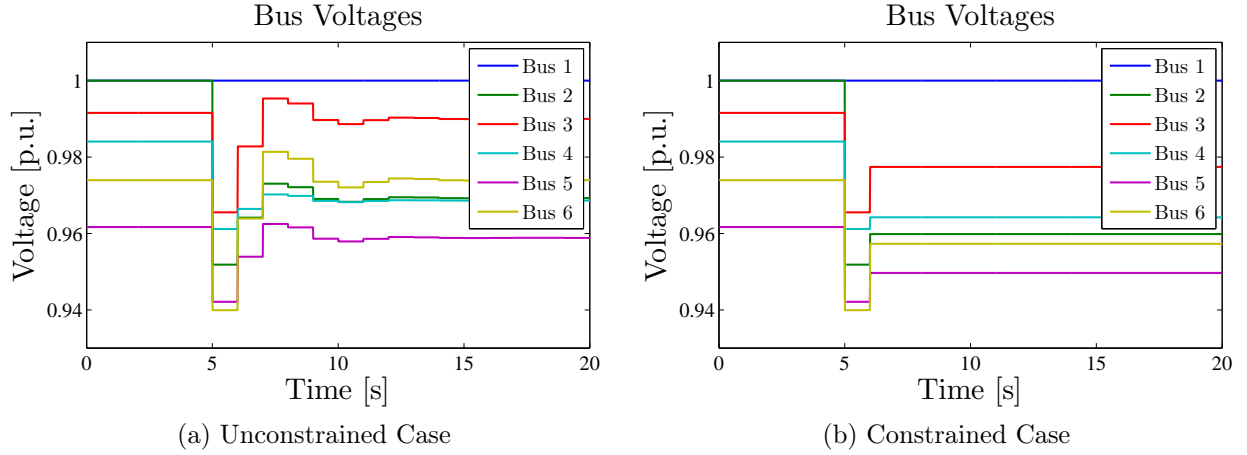 Bus Voltages
Voltage [p.u.]
1
0.98
0.96
0.94
0
5
10
15
20
Time [s]
Bus 1
Bus 2
Bus 3
Bus 4
Bus 5
Bus 6
(a) Unconstrained Case
Bus Voltages
Voltage [p.u.]
1
0.98
0.96
0.94
0
5
10
15
20
Time [s]
Bus 1
Bus 2
Bus 3
Bus 4
Bus 5
Bus 6
(b) Constrained Case